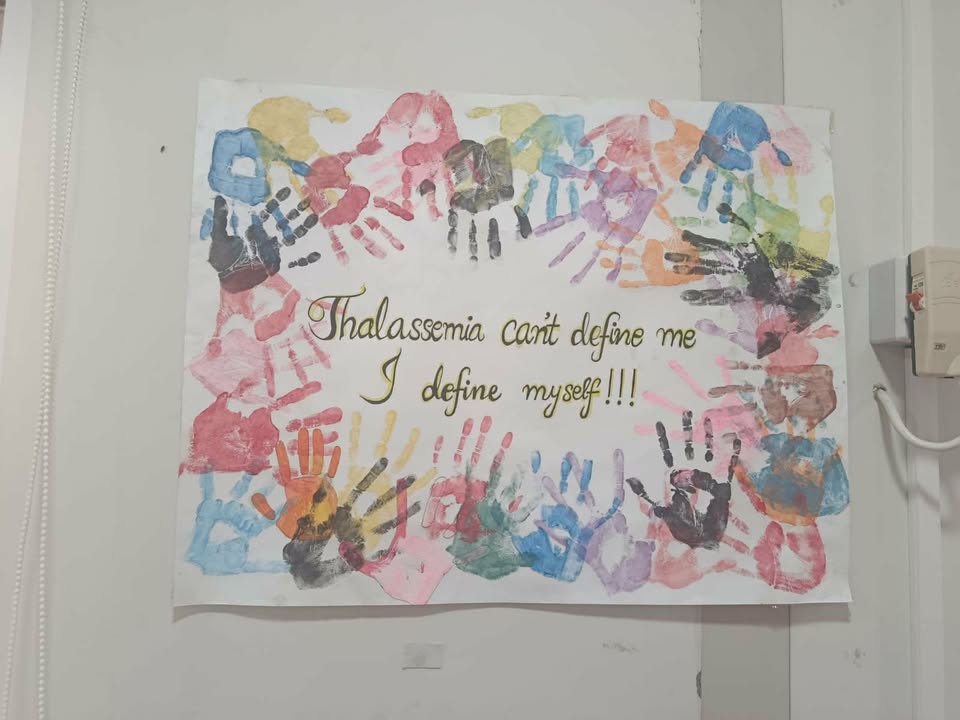 Thalassemia can't define me
I define myself!!!